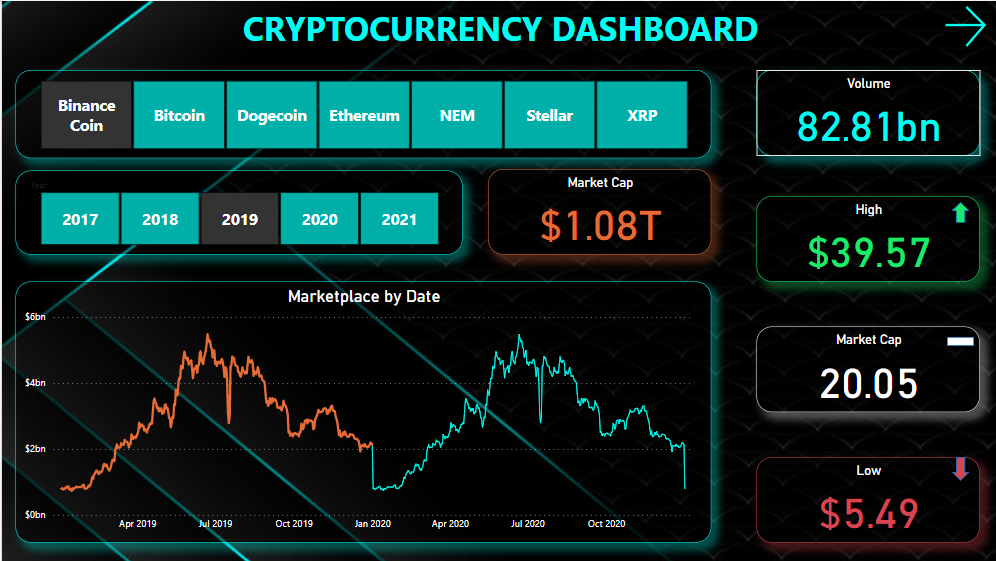 CRYPTOCURRENCY DASHBOARD
Binance
Coin
Bitcoin
Dogecoin
Ethereum
NEM
Stellar
XRP
Volume
82.81bn
Year
2017
2018
2019
2020
2021
Market Cap
$1.08T
High
$39.57
Marketplace by Date
$6bn
$4bn
$2bn
$0bn
Apr 2019
Jul 2019
Oct 2019
Jan 2020
Apr 2020
Jul 2020
Oct 2020
Market Cap
20.05
Low
$5.49